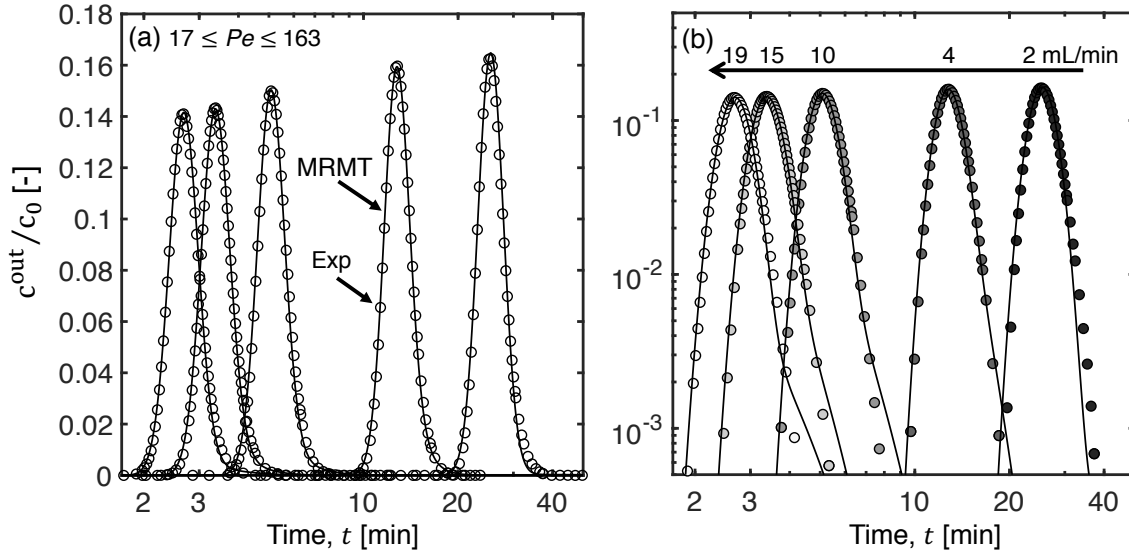 (a) 17 ≤ Pe ≤ 163
0.18
0.16
0.14
0.12
0.1
0.08
0.06
0.04
0.02
0
MRMT
Exp
c^out/c_0 [-]
2 3 10 20 40
Time, t [min]
(b)
19 15 10 4 2 mL/min
10^-1
10^-2
10^-3
2 3 10 20 40
Time, t [min]